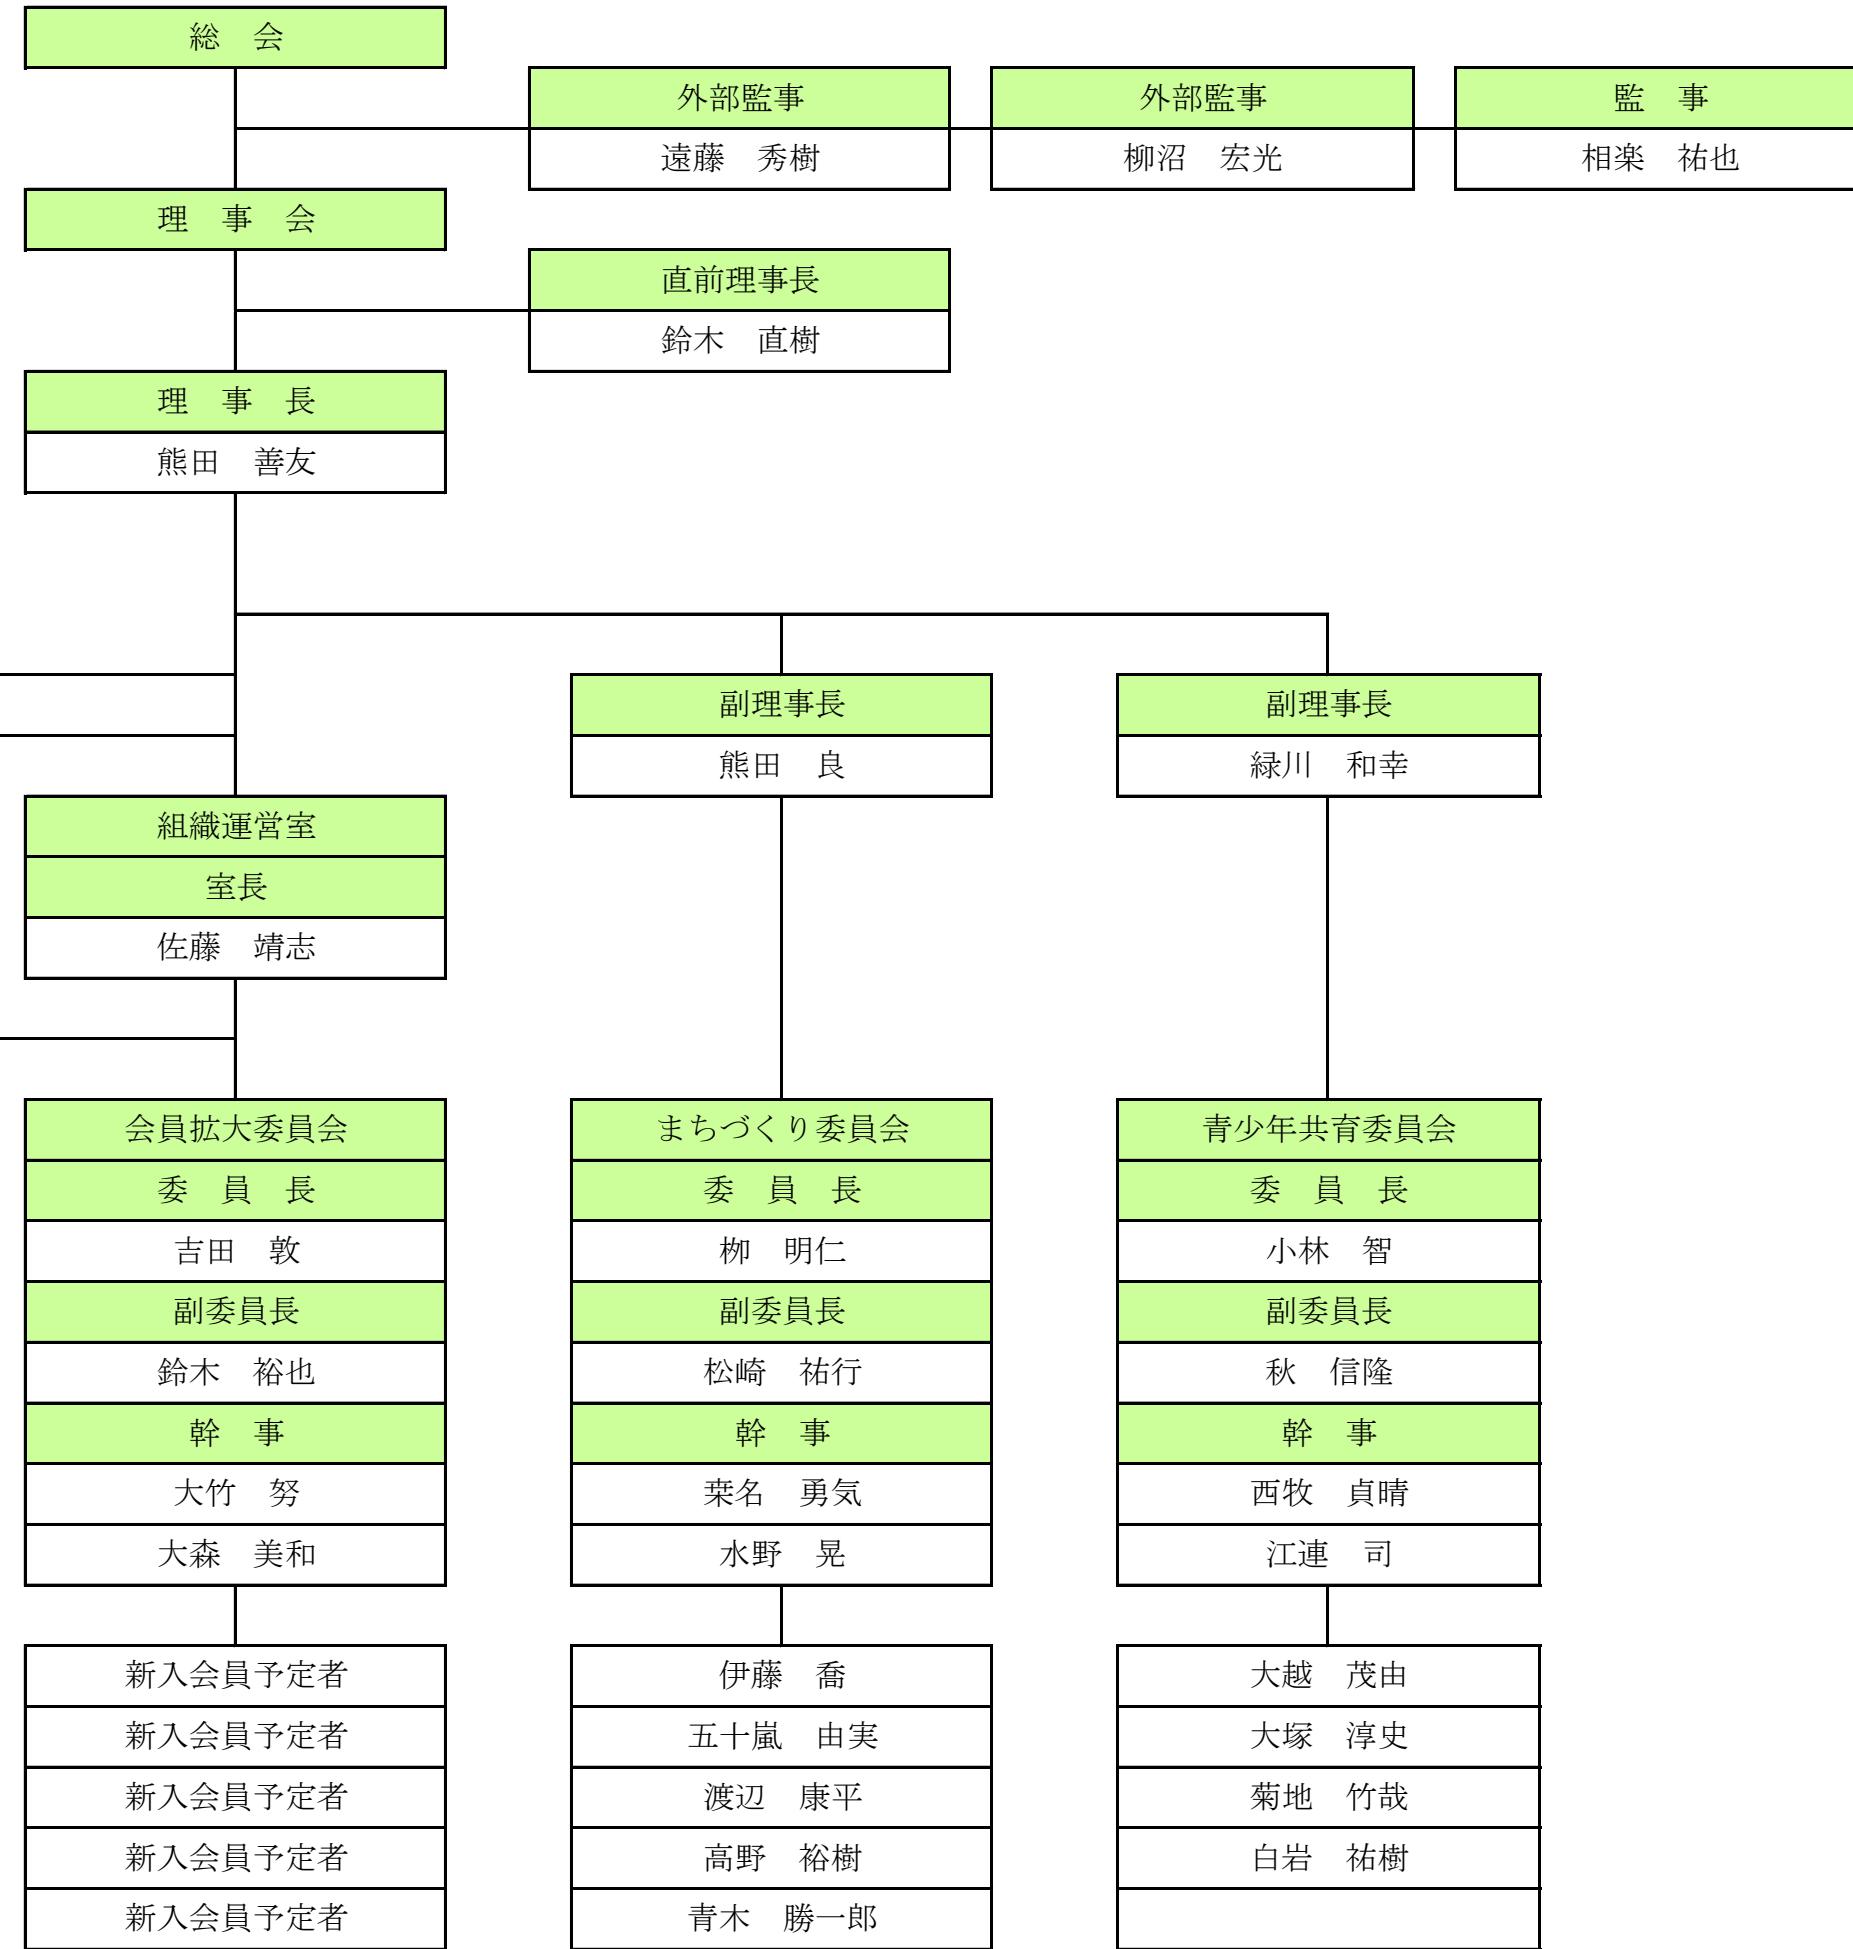 総　会
外部監事
外部監事
監　事
遠藤　秀樹
柳沼　宏光
相楽　祐也
理　事　会
直前理事長
鈴木　直樹
理　事　長
熊田　善友
副理事長
副理事長
熊田　良
緑川　和幸
組織運営室
室長
佐藤　靖志
会員拡大委員会
委　員　長
吉田　敦
副委員長
鈴木　裕也
幹　事
大竹　努
大森　美和
新入会員予定者
新入会員予定者
新入会員予定者
新入会員予定者
新入会員予定者
まちづくり委員会
委　員　長
栁　明仁
副委員長
松崎　祐行
幹　事
桒名　勇気
水野　晃
伊藤　喬
五十嵐　由実
渡辺　康平
高野　裕樹
青木　勝一郎
青少年共育委員会
委　員　長
小林　智
副委員長
秋　信隆
幹　事
西牧　貞晴
江連　司
大越　茂由
大塚　淳史
菊地　竹哉
白岩　祐樹